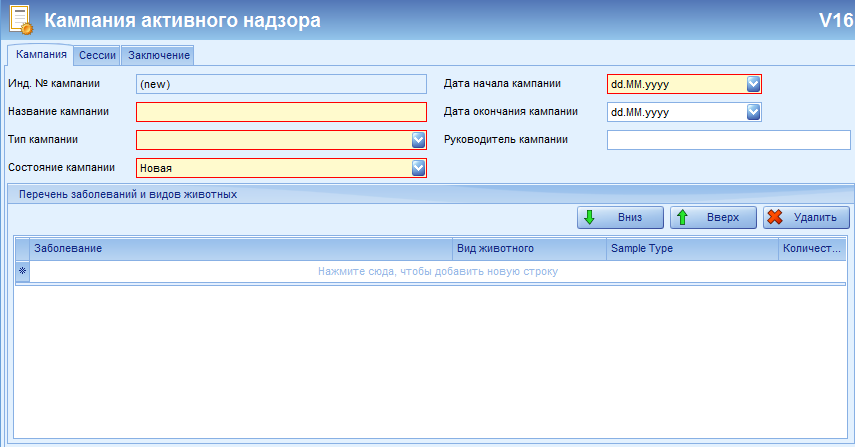 Кампания активного надзора V16
Кампания Сессии Заключение
Инд. № кампании (new) Дата начала кампании dd.MM.yyyy
Название кампании Дата окончания кампании dd.MM.yyyy
Тип кампании Руководитель кампании
Состояние кампании Новая
Перечень заболеваний и видов животных
Вниз Вверх Удалить
Заболевание Вид животного Sample Type Количест...
Нажмите сюда, чтобы добавить новую строку